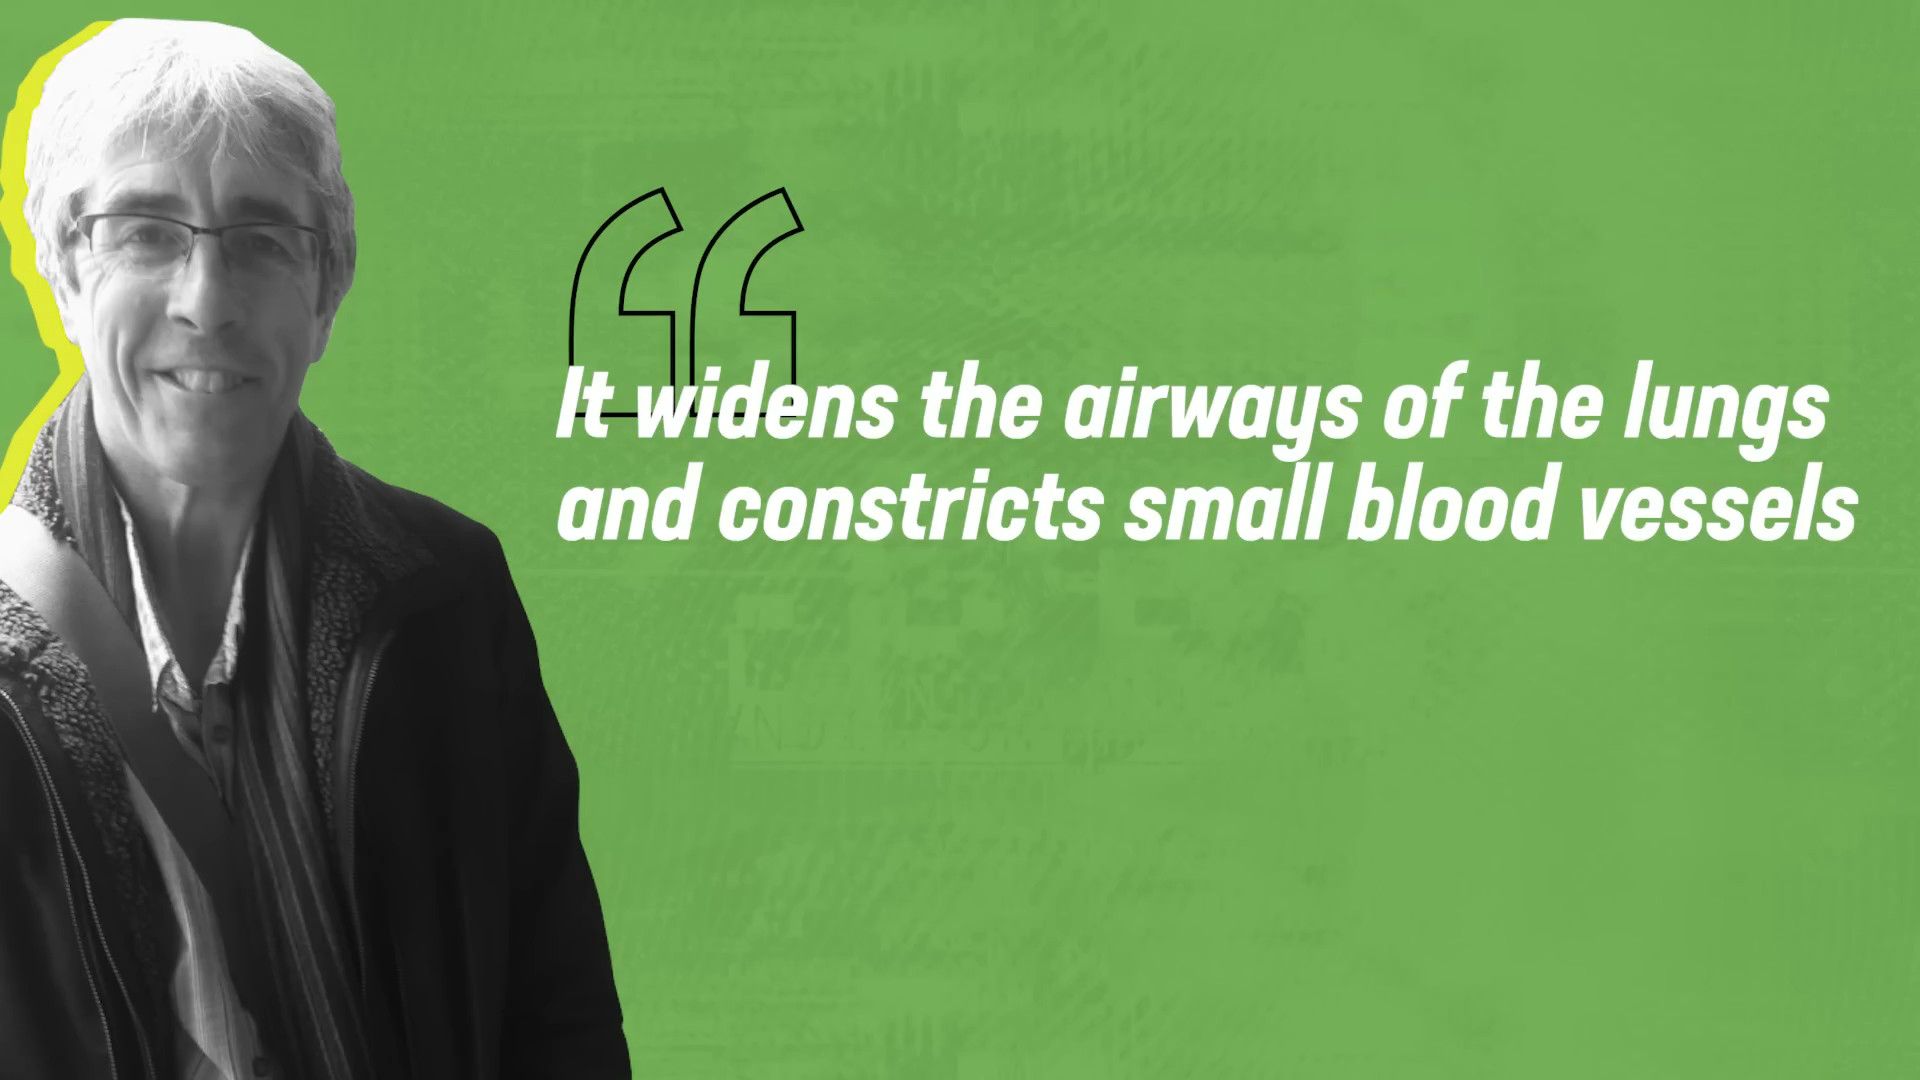 It widens the airways of the lungs
and constricts small blood vessels